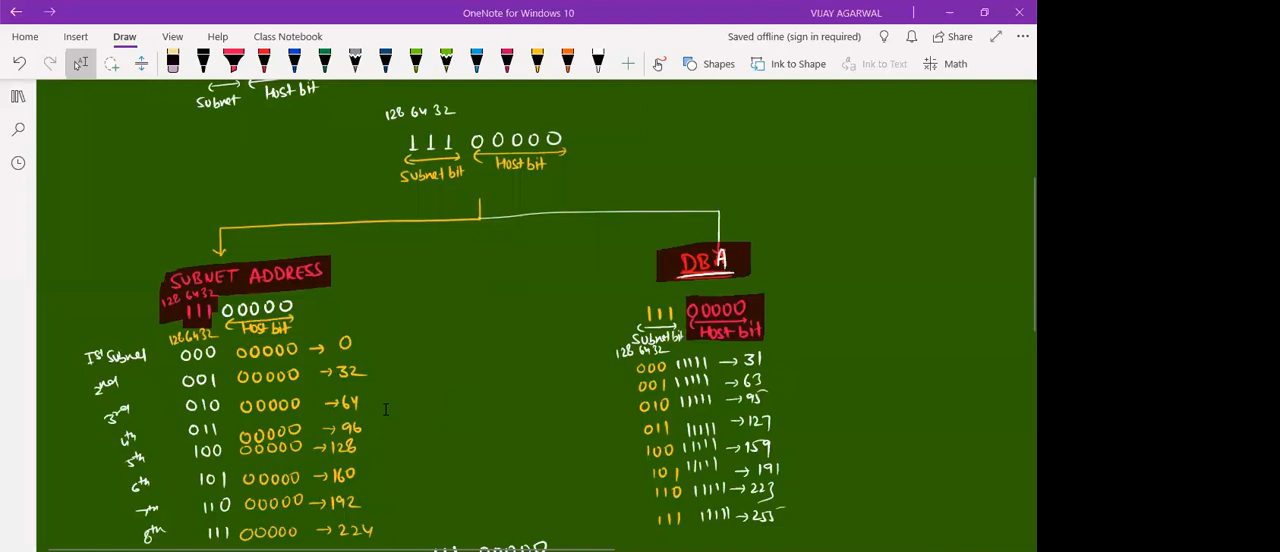 OneNote for Windows 10
VIJAY AGARWAL
Home Insert Draw View Help Class Notebook
Saved offline (sign in required) Share
Shapes Ink to Shape Ink to Text Math
Subnet Host bit
128 64 32
111 00000
Subnet bit Host bit
SUBNET ADDRESS
128 64 32
111 00000
128 64 32 Host bit
Ist Subnet 000 00000 → 0
2nd 001 00000 → 32
3rd 010 00000 → 64
4th 011 00000 → 96
5th 100 00000 → 128
6th 101 00000 → 160
7th 110 00000 → 192
8th 111 00000 → 224
DBA
111 00000
Subnet bit Host bit
128 64 32
000 11111 → 31
001 11111 → 63
010 11111 → 95
011 11111 → 127
100 11111 → 159
101 11111 → 191
110 11111 → 223
111 11111 → 255
111 00000